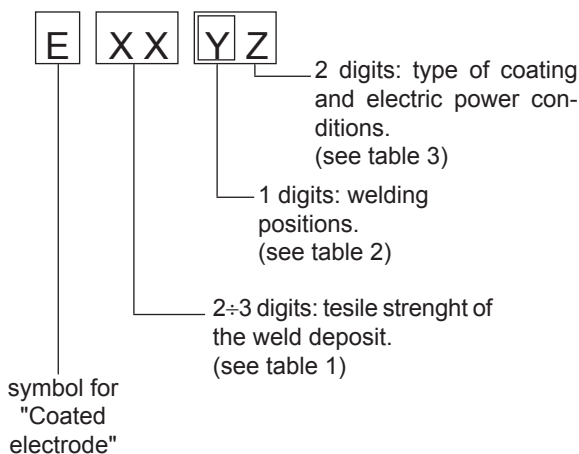 E XX Y Z
2 digits: type of coating
and electric power con-
ditions.
(see table 3)
1 digits: welding
positions.
(see table 2)
2÷3 digits: tesile strenght of
the weld deposit.
(see table 1)
symbol for
"Coated
electrode"